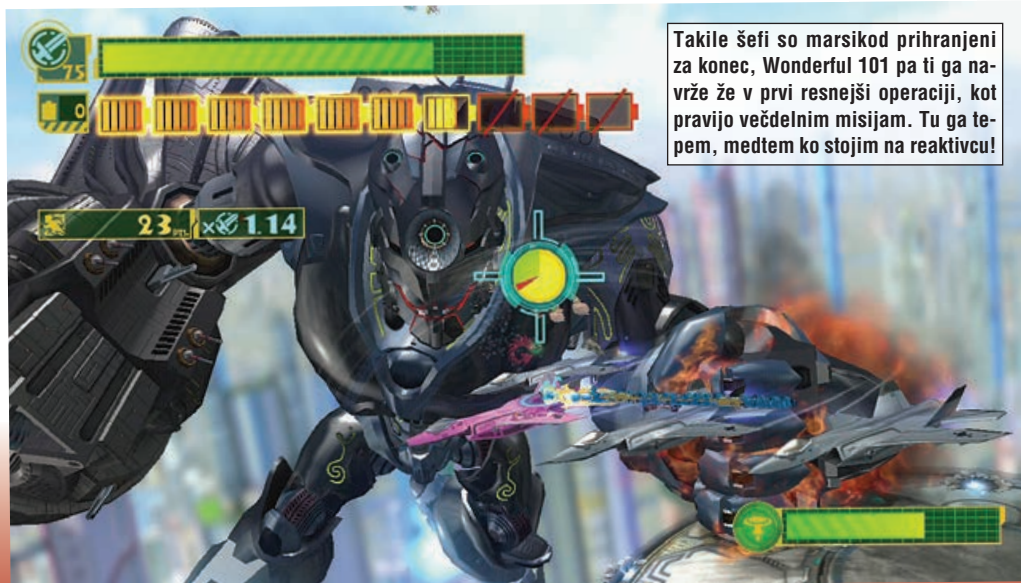 Takile šefi so marsikod prihranjeni
za konec, Wonderful 101 pa ti ga na-
vrže že v prvi resnejši operaciji, kot
pravijo večdelnim misijam. Tu ga te-
pem, medtem ko stojim na reaktivcu!
75
0
23 PTS. × 1.14